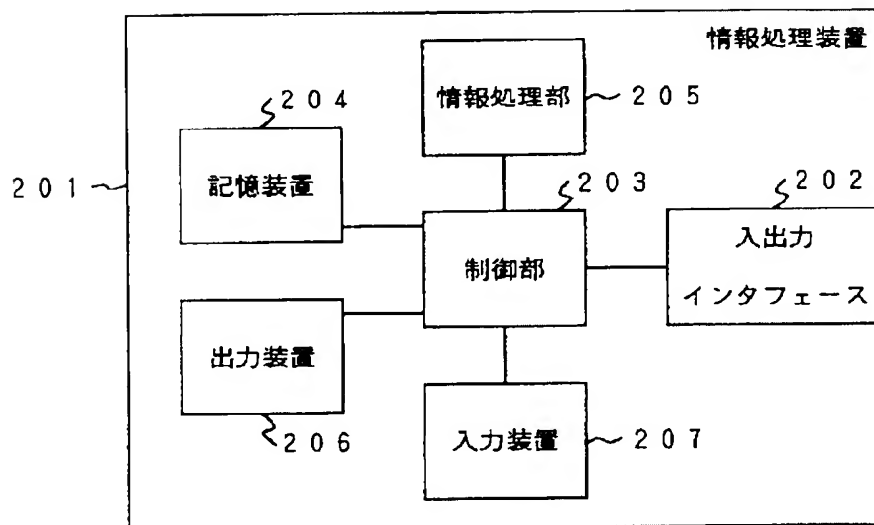 情報処理装置
204
情報処理部
205
201
記憶装置
203
202
制御部
入出力
インタフェース
出力装置
206
入力装置
207